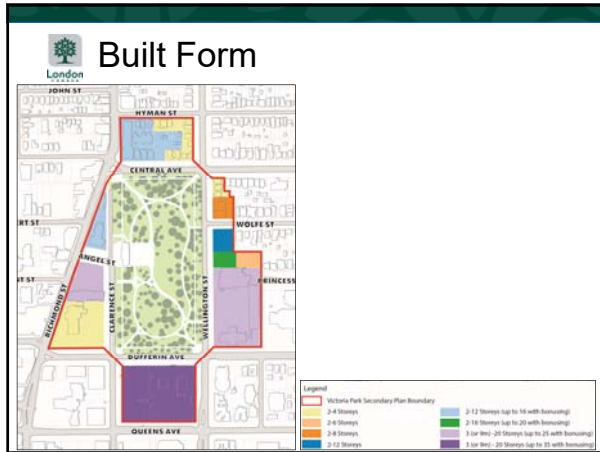 London
CANADA
Built Form
JOHN ST
HYMAN ST
CENTRAL AVE
WOLFE ST
RT ST
ANGEL ST
NT ST
PRINCESS
RICHMOND ST
CLARENCE ST
WELLINGTON ST
DUFFERIN AVE
QUEENS AVE
Legend
Victoria Park Secondary Plan Boundary
2-4 Storeys
2-6 Storeys
2-8 Storeys
2-12 Storeys
2-12 Storeys (up to 16 with bonusing)
2-16 Storeys (up to 20 with bonusing)
3 (or 9m) -20 Storeys (up to 25 with bonusing)
3 (or 9m) - 20 Storeys (up to 35 with bonusing)